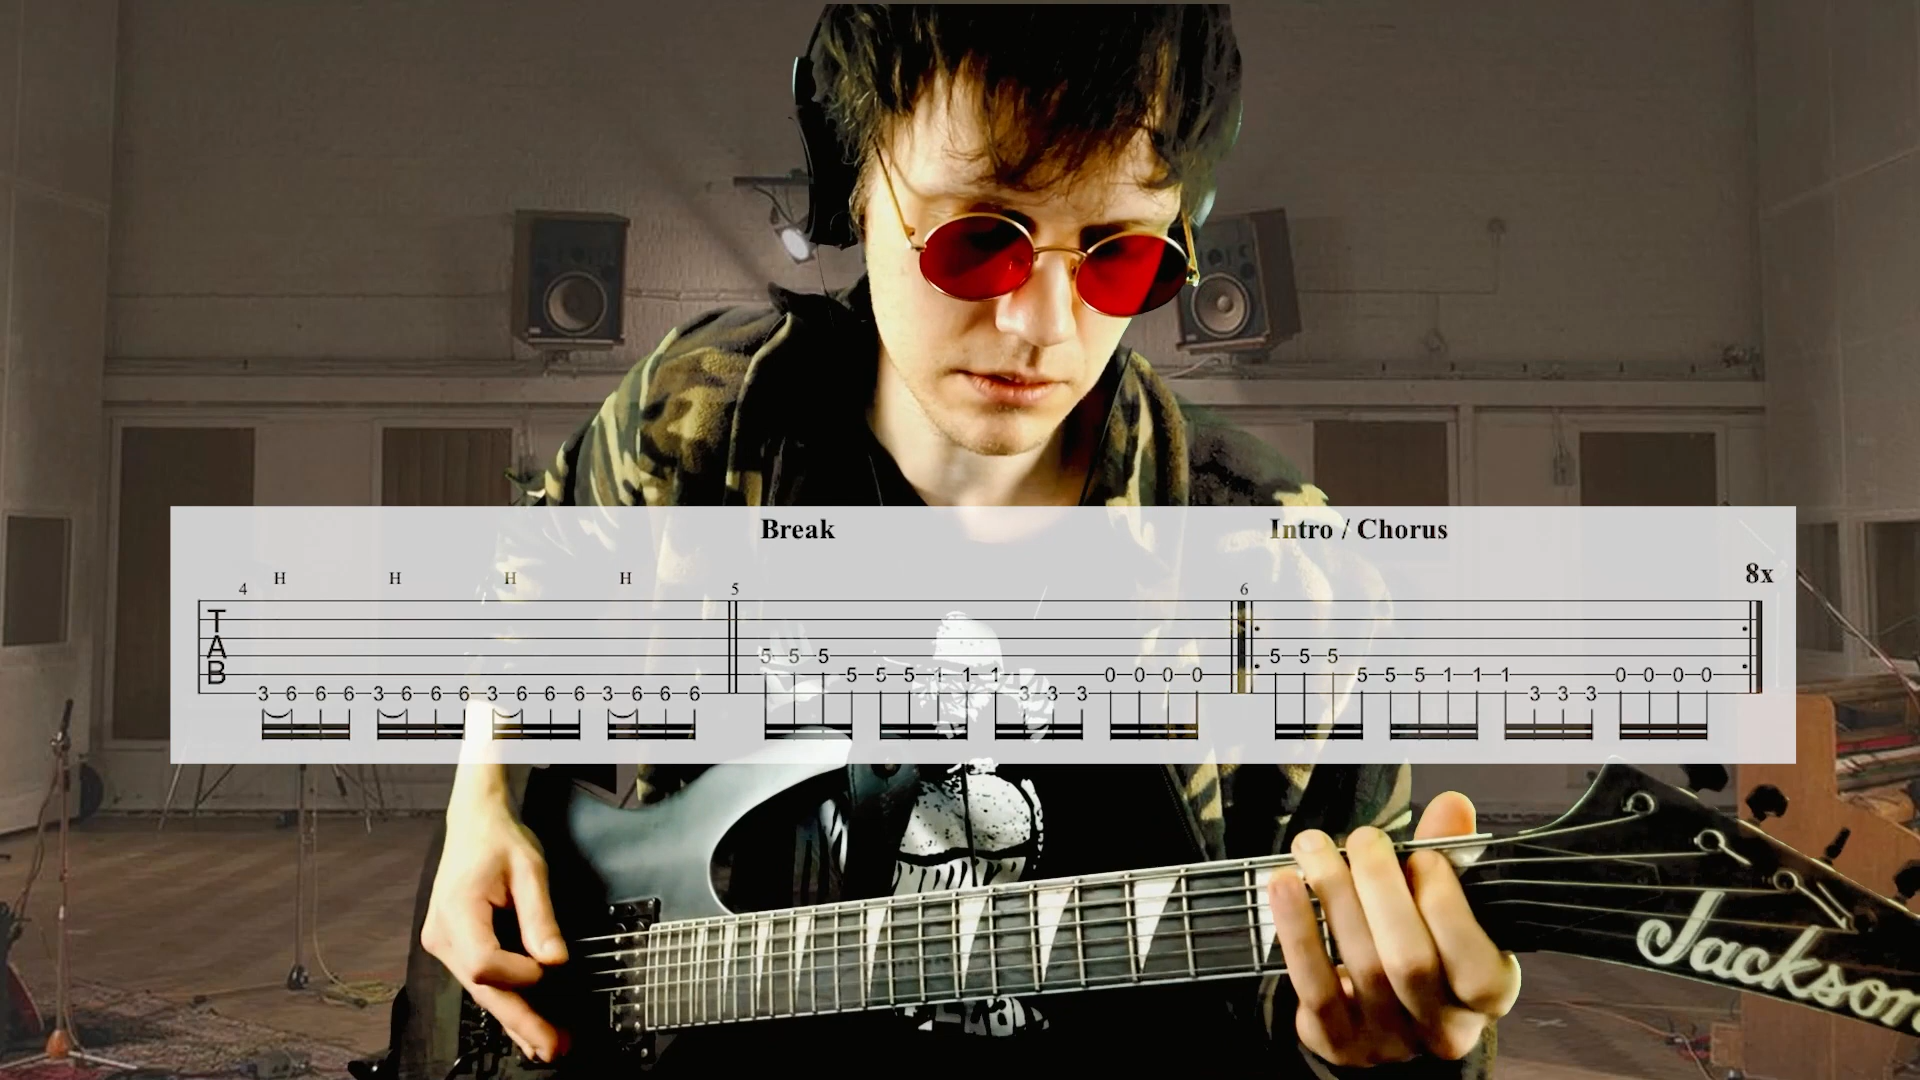 Break
Intro / Chorus
8x
H H H H
4 5 6
T
A
B
5 5 5 5 5 5
5 5 5 1 1 1 0 0 0 0 5 5 5 1 1 1 0 0 0 0
3 6 6 6 3 6 6 6 3 6 6 6 3 6 6 6 3 3 3 3 3 3
Jackson